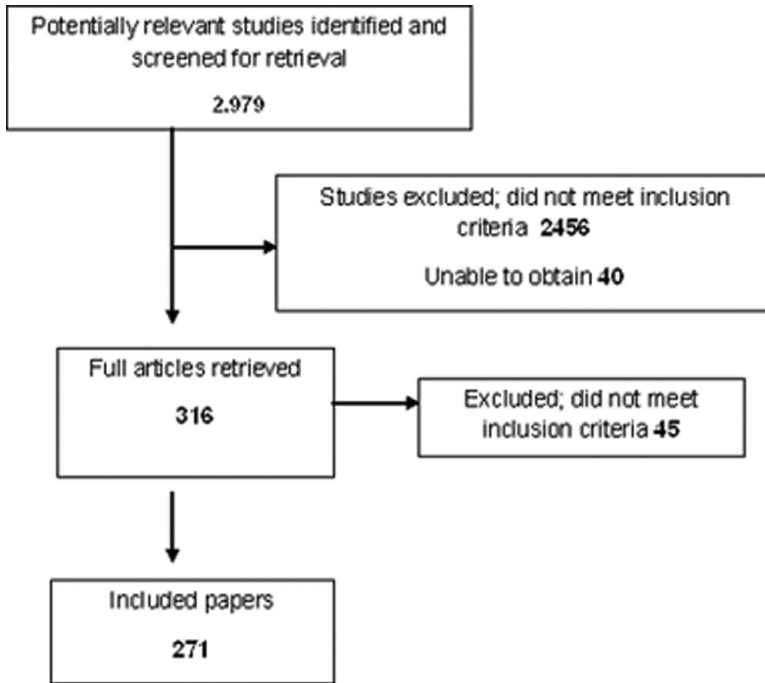 Potentially relevant studies identified and
screened for retrieval
2.979
Studies excluded; did not meet inclusion
criteria 2456
Unable to obtain 40
Full articles retrieved
316
Excluded; did not meet
inclusion criteria 45
Included papers
271